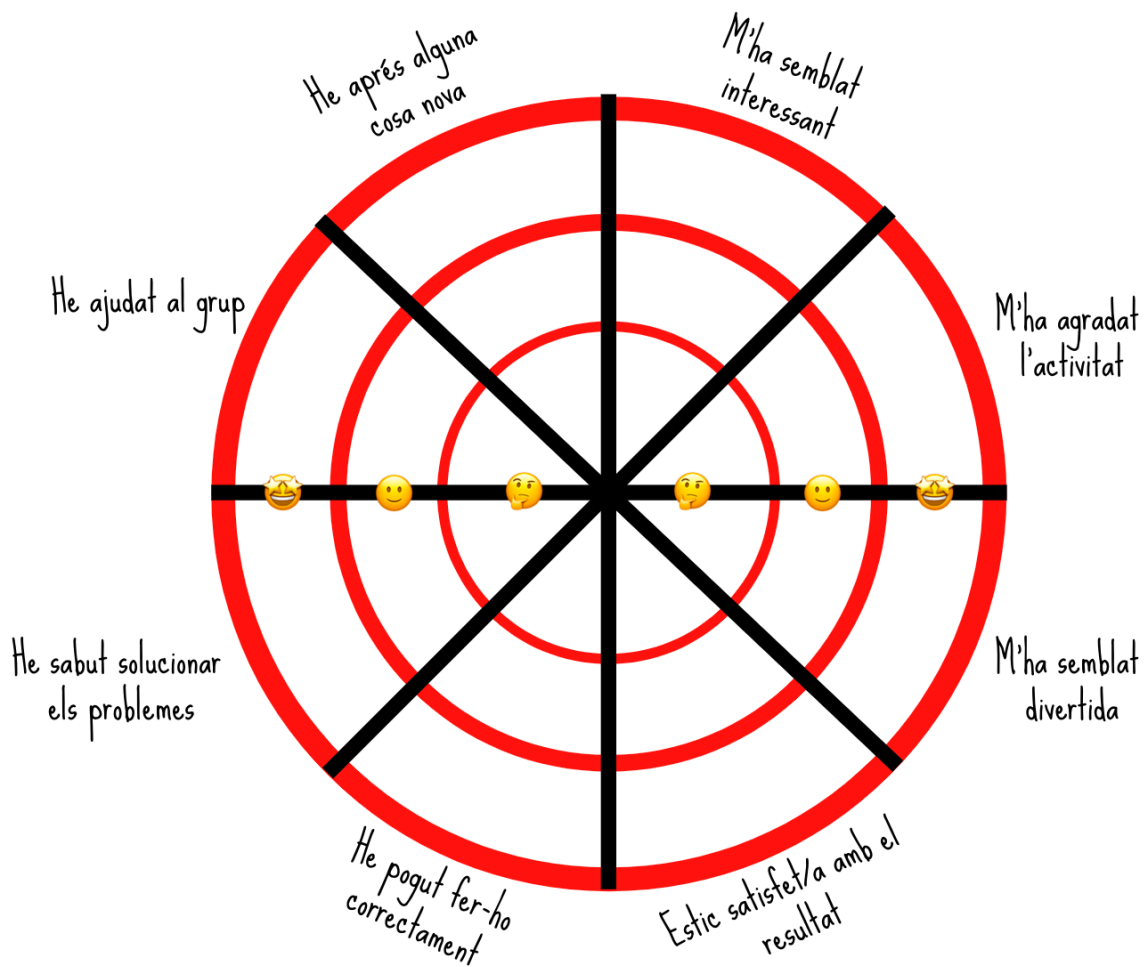 He aprés alguna
cosa nova
M'ha semblat
interessant
He ajudat al grup
M'ha agradat
l'activitat
He sabut solucionar
els problemes
M'ha semblat
divertida
He pogut fer-ho
correctament
Estic satisfet/a amb el
resultat